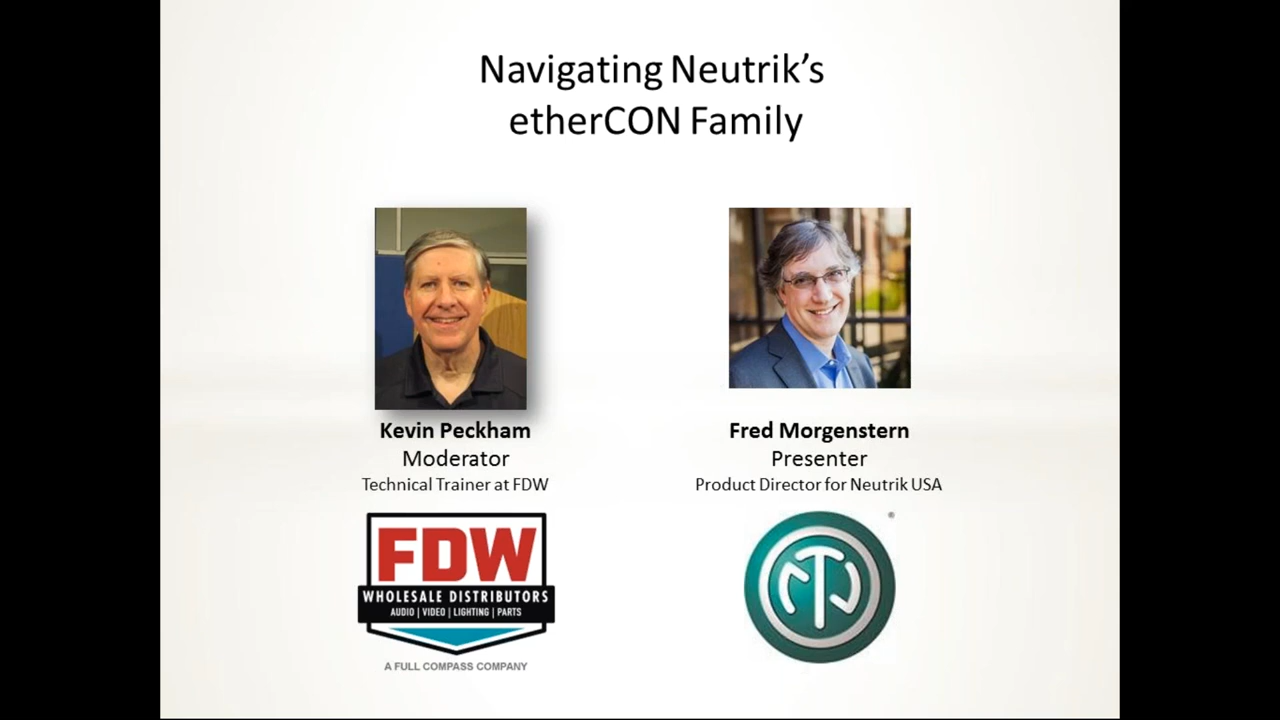 Navigating Neutrik’s
etherCON Family
Kevin Peckham
Moderator
Technical Trainer at FDW
Fred Morgenstern
Presenter
Product Director for Neutrik USA
FDW
WHOLESALE DISTRIBUTORS
AUDIO | VIDEO | LIGHTING | PARTS
A FULL COMPASS COMPANY
®